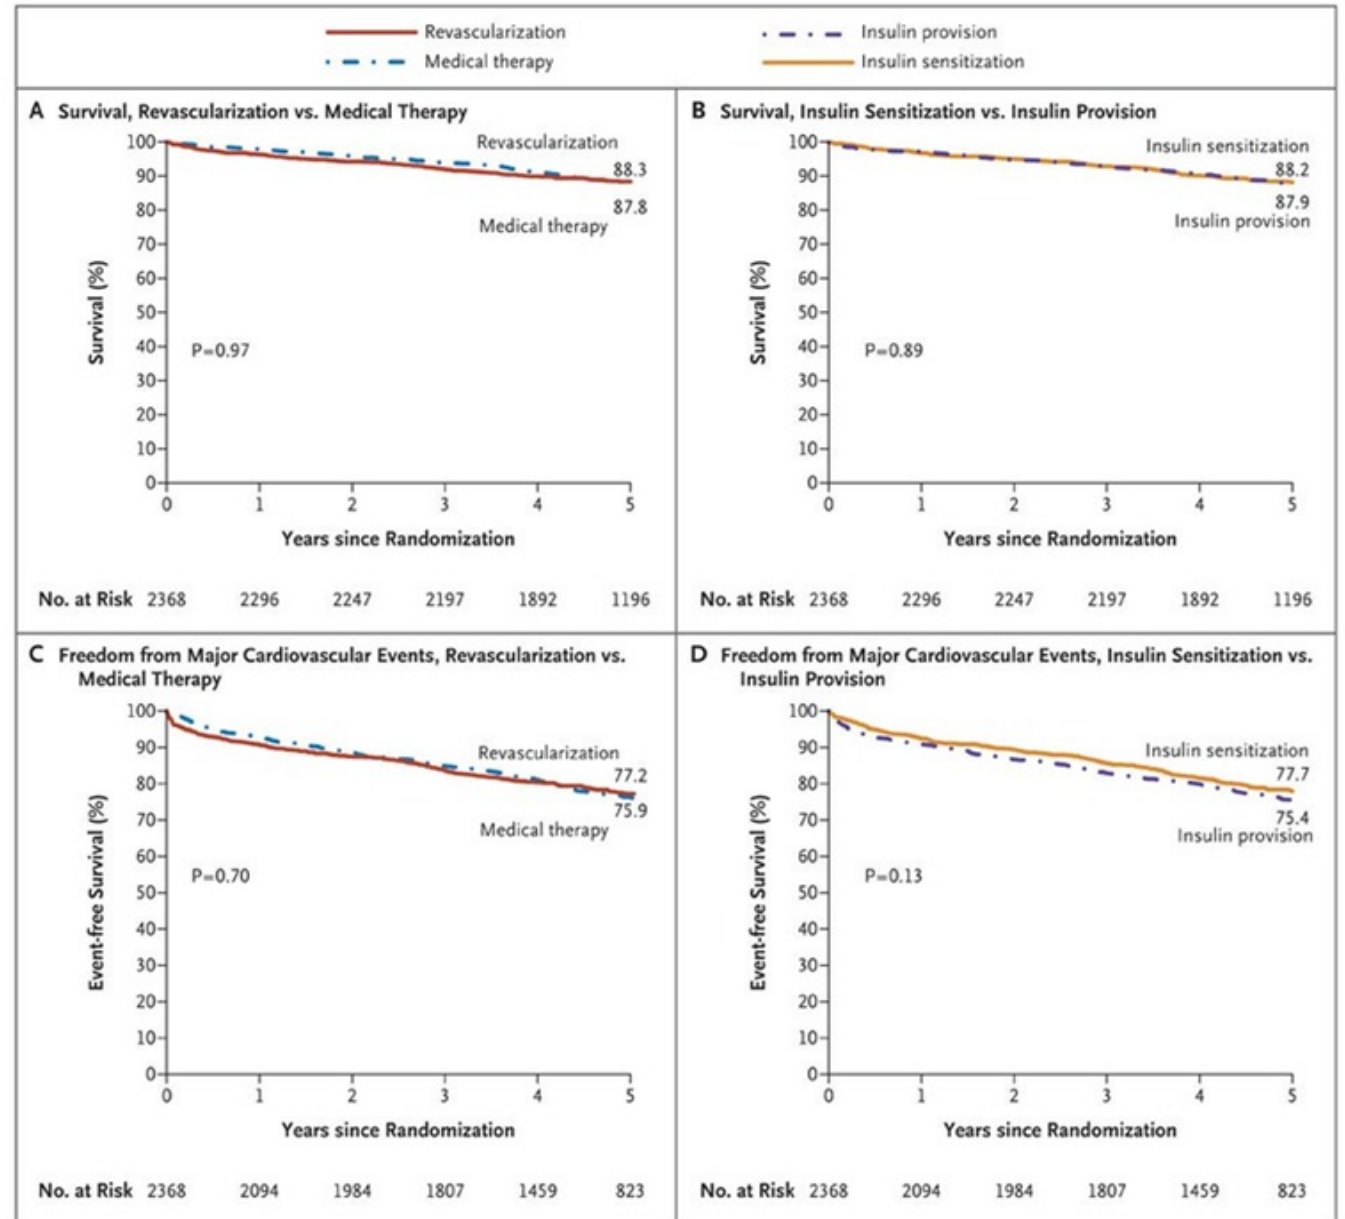 Revascularization
Insulin provision
Medical therapy
Insulin sensitization
A Survival, Revascularization vs. Medical Therapy
100
90
80
70
60
50
40
30
20
10
0
Survival (%)
Revascularization
88.3
87.8
Medical therapy
P=0.97
0 1 2 3 4 5
Years since Randomization
No. at Risk 2368 2296 2247 2197 1892 1196
B Survival, Insulin Sensitization vs. Insulin Provision
100
90
80
70
60
50
40
30
20
10
0
Survival (%)
Insulin sensitization
88.2
87.9
Insulin provision
P=0.89
0 1 2 3 4 5
Years since Randomization
No. at Risk 2368 2296 2247 2197 1892 1196
C Freedom from Major Cardiovascular Events, Revascularization vs.
Medical Therapy
100
90
80
70
60
50
40
30
20
10
0
Event-free Survival (%)
Revascularization
77.2
75.9
Medical therapy
P=0.70
0 1 2 3 4 5
Years since Randomization
No. at Risk 2368 2094 1984 1807 1459 823
D Freedom from Major Cardiovascular Events, Insulin Sensitization vs.
Insulin Provision
100
90
80
70
60
50
40
30
20
10
0
Event-free Survival (%)
Insulin sensitization
77.7
75.4
Insulin provision
P=0.13
0 1 2 3 4 5
Years since Randomization
No. at Risk 2368 2094 1984 1807 1459 823